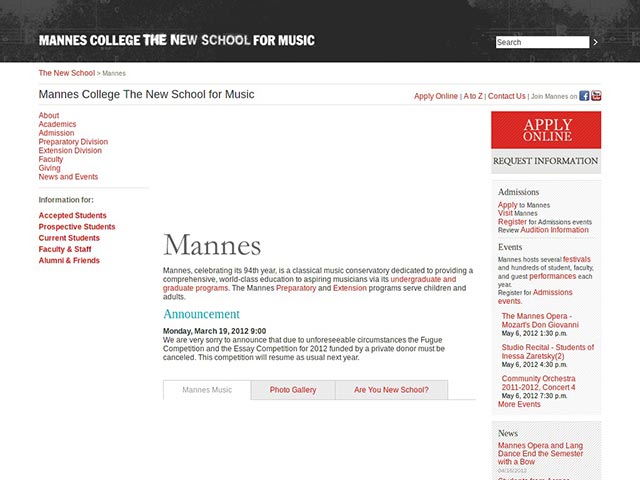 MANNES COLLEGE THE NEW SCHOOL FOR MUSIC
Search
The New School > Mannes
Mannes College The New School for Music
Apply Online | A to Z | Contact Us | Join Mannes on
About
Academics
Admission
Preparatory Division
Extension Division
Faculty
Giving
News and Events
Information for:
Accepted Students
Prospective Students
Current Students
Faculty & Staff
Alumni & Friends
Mannes
Mannes, celebrating its 94th year, is a classical music conservatory dedicated to providing a
comprehensive, world-class education to aspiring musicians via its undergraduate and
graduate programs. The Mannes Preparatory and Extension programs serve children and
adults.
Announcement
Monday, March 19, 2012 9:00
We are very sorry to announce that due to unforeseeable circumstances the Fugue
Competition and the Essay Competition for 2012 funded by a private donor must be
canceled. This competition will resume as usual next year.
Mannes Music
Photo Gallery
Are You New School?
APPLY
ONLINE
REQUEST INFORMATION
Admissions
Apply to Mannes
Visit Mannes
Register for Admissions events
Review Audition Information
Events
Mannes hosts several festivals
and hundreds of student, faculty,
and guest performances each
year.
Register for Admissions
events.
The Mannes Opera -
Mozart's Don Giovanni
May 6, 2012 1:30 p.m.
Studio Recital - Students of
Inessa Zaretsky(2)
May 6, 2012 4:30 p.m.
Community Orchestra
2011-2012, Concert 4
May 6, 2012 7:30 p.m.
More Events
News
Mannes Opera and Lang
Dance End the Semester
with a Bow
04/16/2012
Students from Across